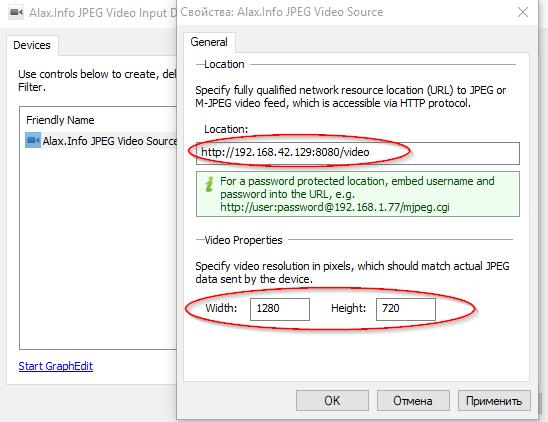 Alax.Info JPEG Video Input D
Devices
Use controls below to create, del
Filter.
Friendly Name
Alax.Info JPEG Video Source
Start GraphEdit
Свойства: Alax.Info JPEG Video Source
General
Location
Specify fully qualified network resource location (URL) to JPEG or
M-JPEG video feed, which is accessible via HTTP protocol.
Location:
http://192.168.42.129:8080/video
For a password protected location, embed username and
password into the URL, e.g.
http://user:password@192.168.1.77/mjpeg.cgi
Video Properties
Specify video resolution in pixels, which should match actual JPEG
data sent by the device.
Width: 1280 Height: 720
OK Отмена Применить